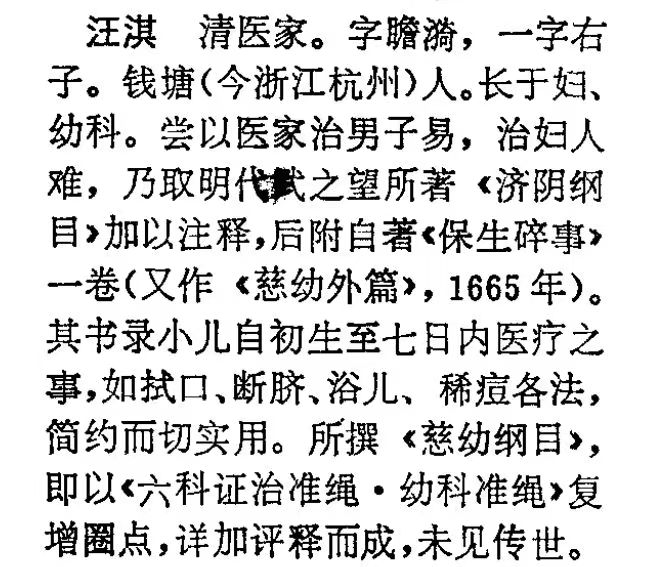 汪淇 清医家。字瞻漪，一字右
子。钱塘(今浙江杭州)人。长于妇、
幼科。尝以医家治男子易，治妇人
难，乃取明代武之望所著《济阴纲
目》加以注释，后附自著《保生碎事》
一卷(又作《慈幼外篇》，1665年)。
其书录小儿自初生至七日内医疗之
事，如拭口、断脐、浴儿、稀痘各法，
简约而切实用。所撰《慈幼纲目》，
即以《六科证治准绳·幼科准绳》复
增圈点，详加评释而成，未见传世。